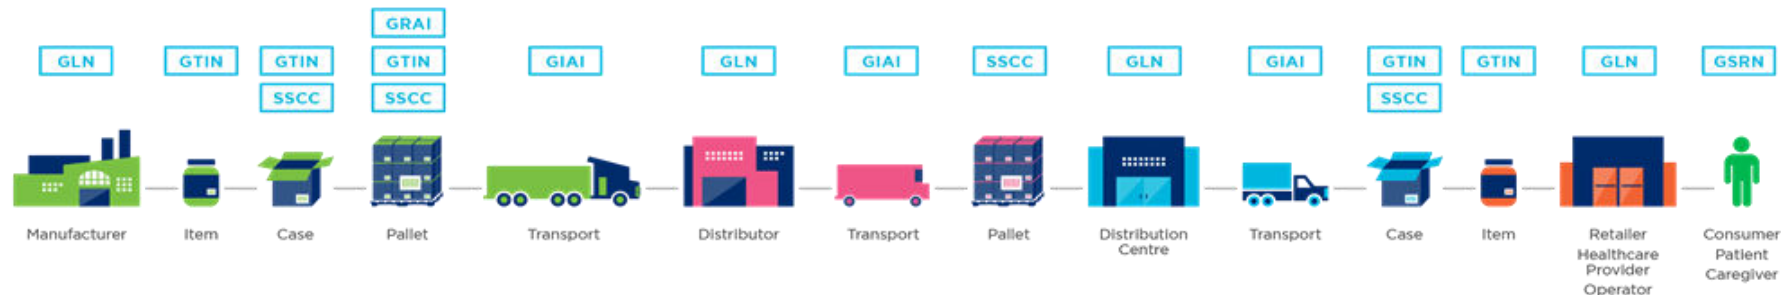 GRAI
GLN GTIN GTIN GTIN GIAI GLN GIAI SSCC GLN GIAI GTIN GTIN GLN GSRN
SSCC SSCC SSCC
Manufacturer Item Case Pallet Transport Distributor Transport Pallet Distribution Transport Case Item Retailer Consumer
Centre Healthcare Patient
Provider Caregiver
Operator